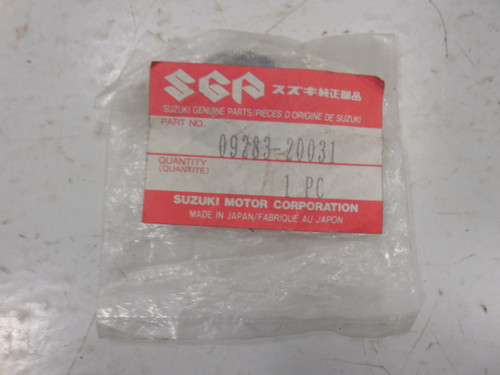 SGP スズキ純正部品
SUZUKI GENUINE PARTS/PIECES D'ORIGINE DE SUZUKI
PART NO.
09283-20031
QUANTITY
(QUANTITE)
1 PC
SUZUKI MOTOR CORPORATION
MADE IN JAPAN/FABRIQUÉ AU JAPON